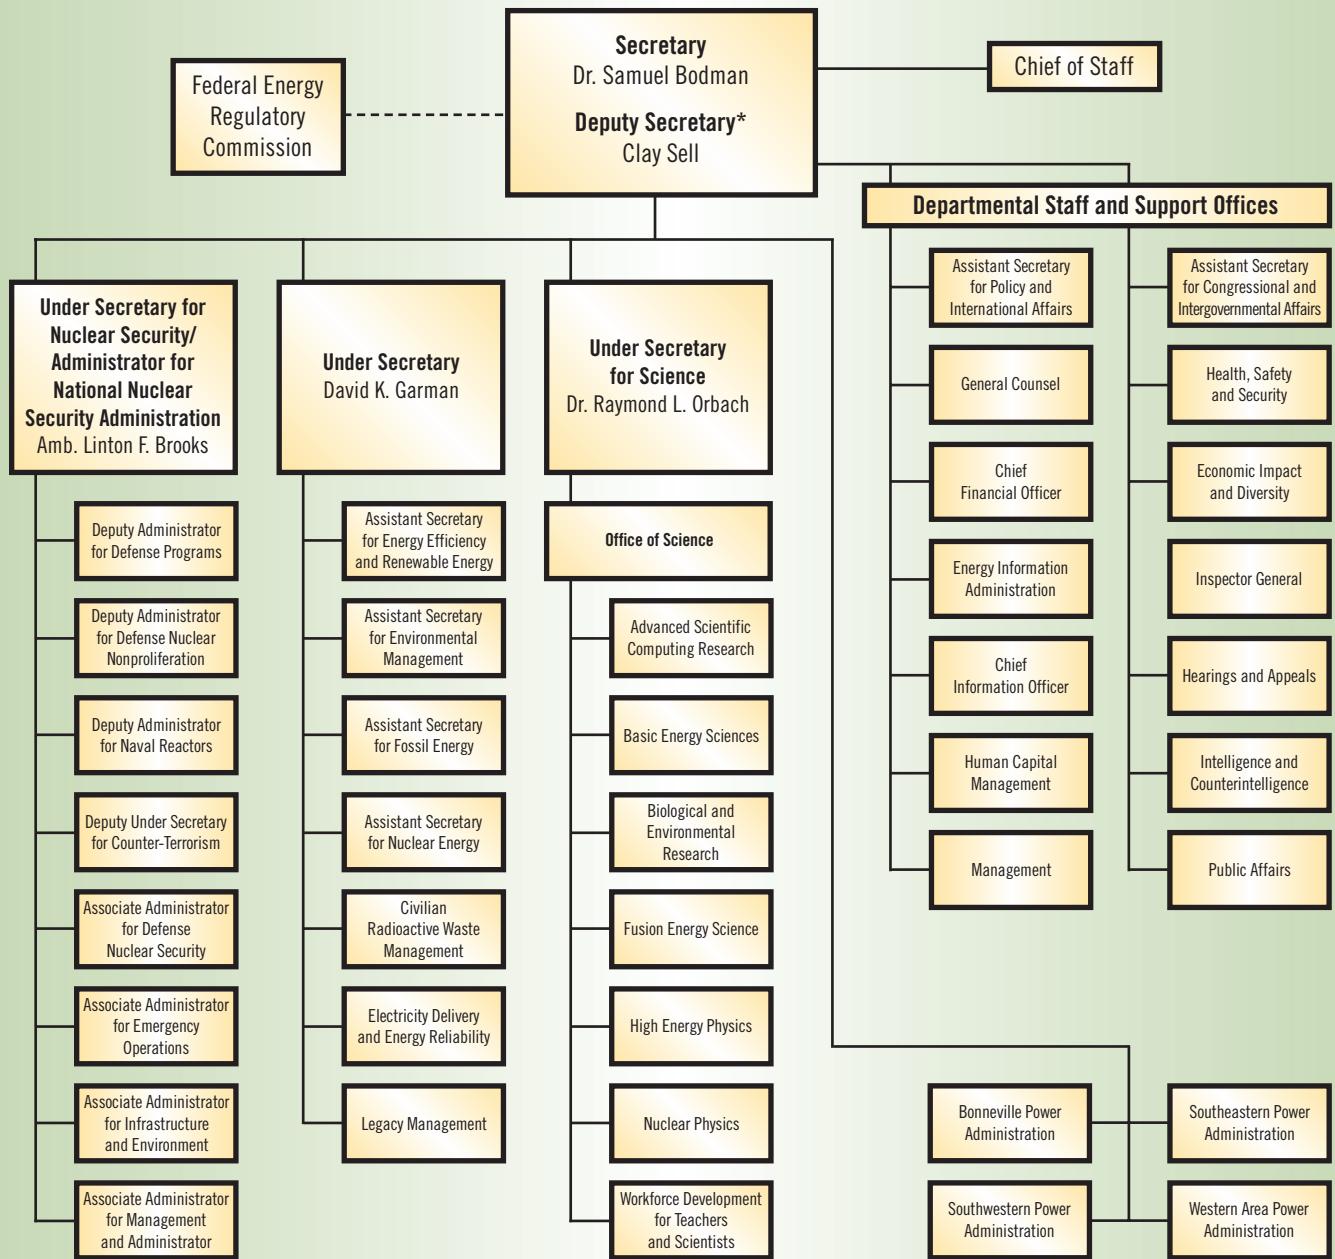 Secretary
Dr. Samuel Bodman
Deputy Secretary*
Clay Sell
Federal Energy
Regulatory
Commission
Chief of Staff
Departmental Staff and Support Offices
Under Secretary for
Nuclear Security/
Administrator for
National Nuclear
Security Administration
Amb. Linton F. Brooks
Under Secretary
David K. Garman
Under Secretary
for Science
Dr. Raymond L. Orbach
Deputy Administrator
for Defense Programs
Deputy Administrator
for Defense Nuclear
Nonproliferation
Deputy Administrator
for Naval Reactors
Deputy Under Secretary
for Counter-Terrorism
Associate Administrator
for Defense
Nuclear Security
Associate Administrator
for Emergency
Operations
Associate Administrator
for Infrastructure
and Environment
Associate Administrator
for Management
and Administrator
Assistant Secretary
for Energy Efficiency
and Renewable Energy
Assistant Secretary
for Environmental
Management
Assistant Secretary
for Fossil Energy
Assistant Secretary
for Nuclear Energy
Civilian
Radioactive Waste
Management
Electricity Delivery
and Energy Reliability
Legacy Management
Office of Science
Advanced Scientific
Computing Research
Basic Energy Sciences
Biological and
Environmental
Research
Fusion Energy Science
High Energy Physics
Nuclear Physics
Workforce Development
for Teachers
and Scientists
Assistant Secretary
for Policy and
International Affairs
General Counsel
Chief
Financial Officer
Energy Information
Administration
Chief
Information Officer
Human Capital
Management
Management
Assistant Secretary
for Congressional and
Intergovernmental Affairs
Health, Safety
and Security
Economic Impact
and Diversity
Inspector General
Hearings and Appeals
Intelligence and
Counterintelligence
Public Affairs
Bonneville Power
Administration
Southeastern Power
Administration
Southwestern Power
Administration
Western Area Power
Administration